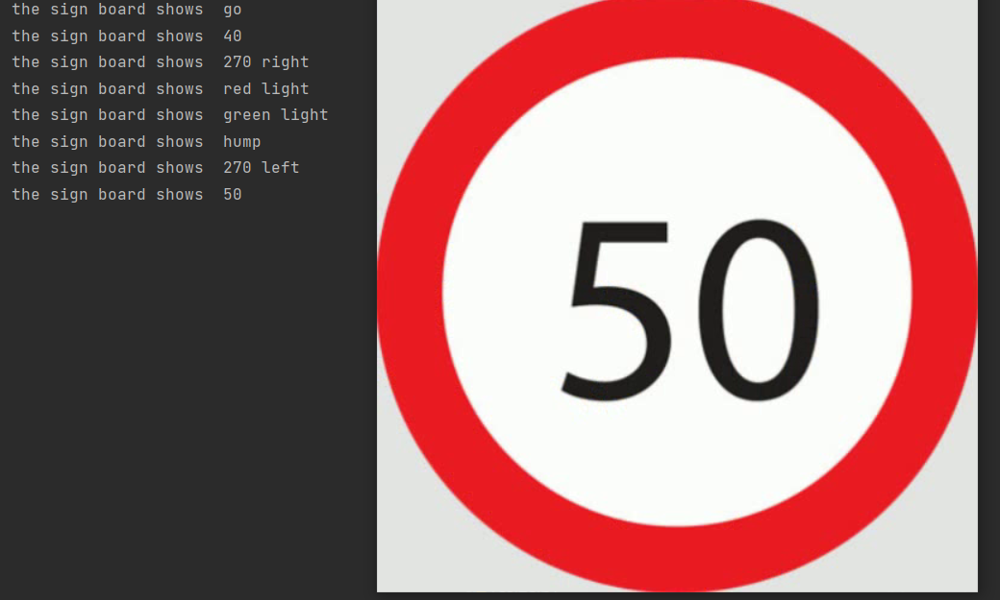 the sign board shows  go
the sign board shows  40
the sign board shows  270 right
the sign board shows  red light
the sign board shows  green light
the sign board shows  hump
the sign board shows  270 left
the sign board shows  50
50